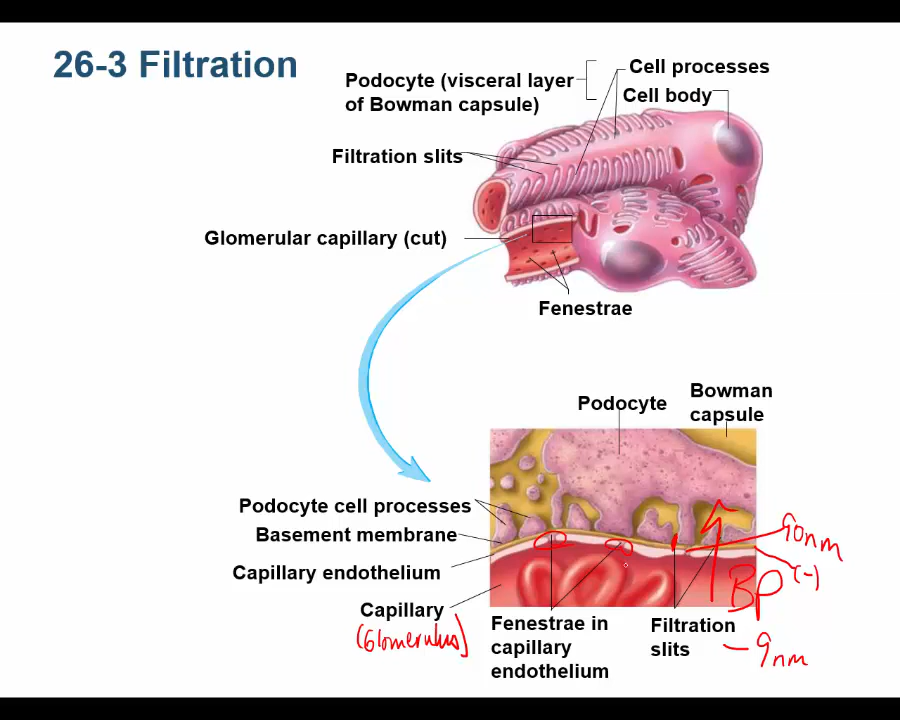 26-3 Filtration
Podocyte (visceral layer
of Bowman capsule)
Cell processes
Cell body
Filtration slits
Glomerular capillary (cut)
Fenestrae
Podocyte
Bowman
capsule
Podocyte cell processes
Basement membrane
Capillary endothelium
Capillary
(Glomerulus)
Fenestrae in
capillary
endothelium
Filtration
slits
90nm
(-)
BP
- 9nm